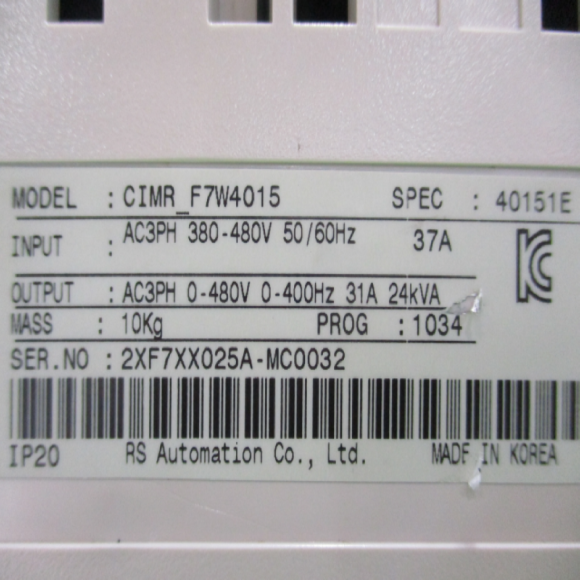 MODEL : CIMR_F7W4015 SPEC : 40151E
INPUT : AC3PH 380-480V 50/60Hz 37A
OUTPUT : AC3PH 0-480V 0-400Hz 31A 24kVA
MASS : 10Kg PROG : 1034
SER.NO : 2XF7XX025A-MC0032
IP20 RS Automation Co., Ltd. MADE IN KOREA